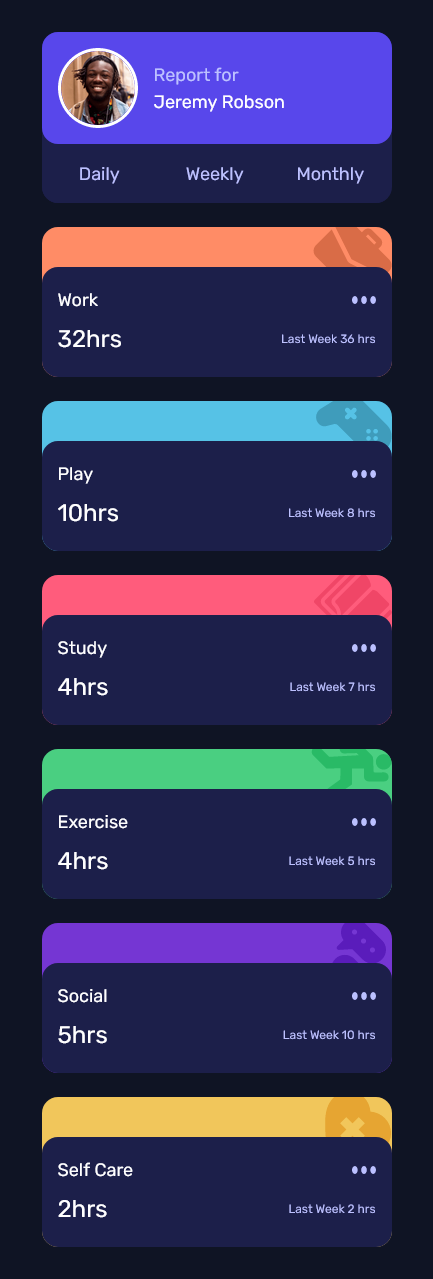 Report for
Jeremy Robson
Daily Weekly Monthly
Work
32hrs Last Week 36 hrs
Play
10hrs Last Week 8 hrs
Study
4hrs Last Week 7 hrs
Exercise
4hrs Last Week 5 hrs
Social
5hrs Last Week 10 hrs
Self Care
2hrs Last Week 2 hrs